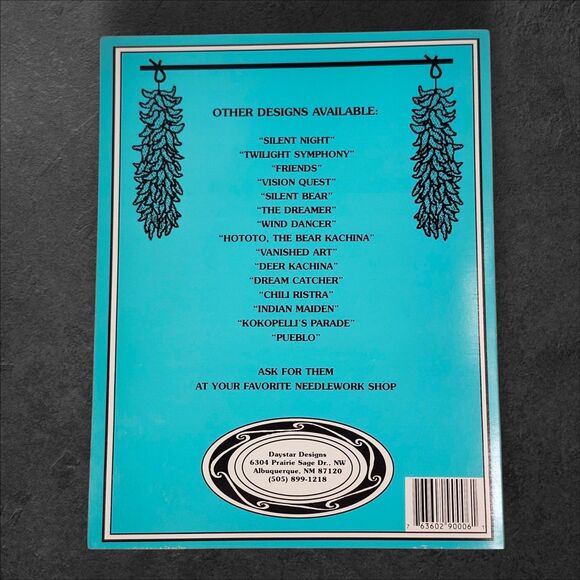 OTHER DESIGNS AVAILABLE:
"SILENT NIGHT"
"TWILIGHT SYMPHONY"
"FRIENDS"
"VISION QUEST"
"SILENT BEAR"
"THE DREAMER"
"WIND DANCER"
"HOTOTO, THE BEAR KACHINA"
"VANISHED ART"
"DEER KACHINA"
"DREAM CATCHER"
"CHILI RISTRA"
"INDIAN MAIDEN"
"KOKOPELLI'S PARADE"
"PUEBLO"
ASK FOR THEM
AT YOUR FAVORITE NEEDLEWORK SHOP
Daystar Designs
6304 Prairie Sage Dr., NW
Albuquerque, NM 87120
(505) 899-1218
7 63602 90006 1